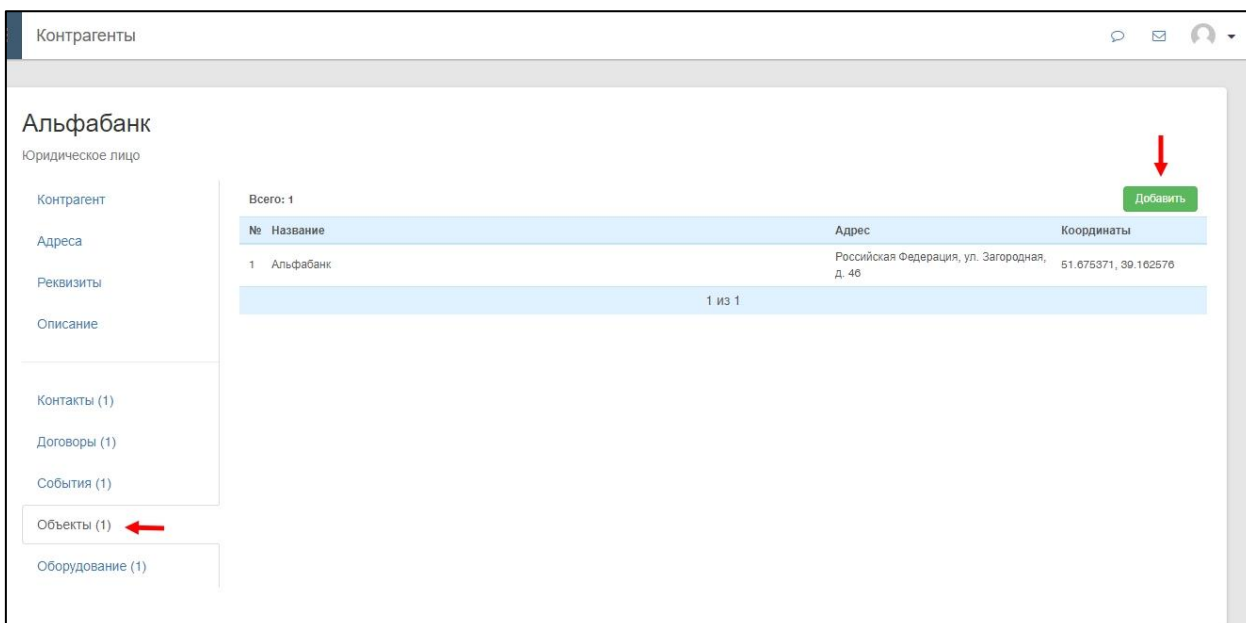 Контрагенты
Альфабанк
Юридическое лицо
Контрагент
Адреса
Реквизиты
Описание
Контакты (1)
Договоры (1)
События (1)
Объекты (1)
Оборудование (1)
Всего: 1
Добавить
№ Название Адрес Координаты
1 Альфабанк Российская Федерация, ул. Загородная, 51.675371, 39.162576
д. 46
1 из 1